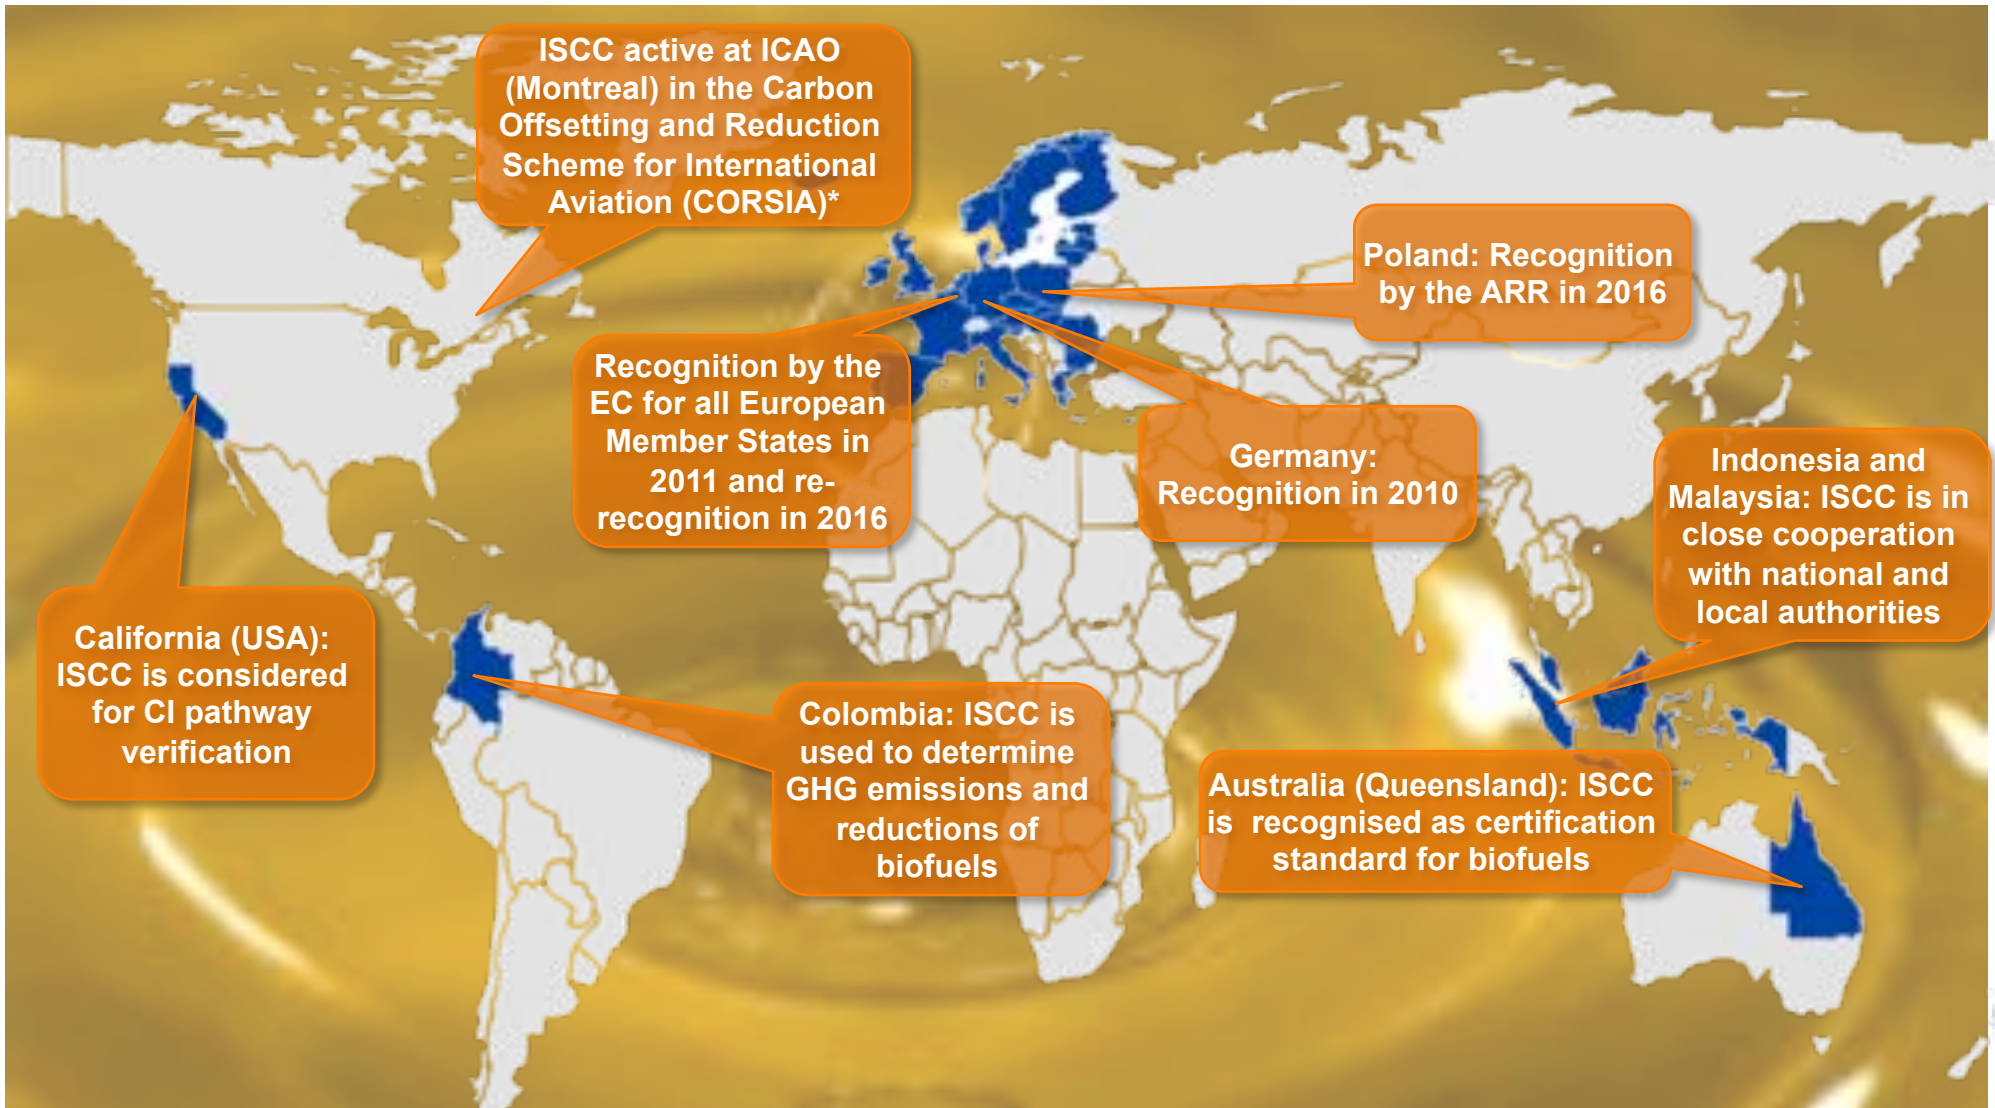 ISCC active at ICAO
(Montreal) in the Carbon
Offsetting and Reduction
Scheme for International
Aviation (CORSIA)*
Poland: Recognition
by the ARR in 2016
Recognition by the
EC for all European
Member States in
2011 and re-
recognition in 2016
Germany:
Recognition in 2010
Indonesia and
Malaysia: ISCC is in
close cooperation
with national and
local authorities
California (USA):
ISCC is considered
for CI pathway
verification
Colombia: ISCC is
used to determine
GHG emissions and
reductions of
biofuels
Australia (Queensland): ISCC
is recognised as certification
standard for biofuels